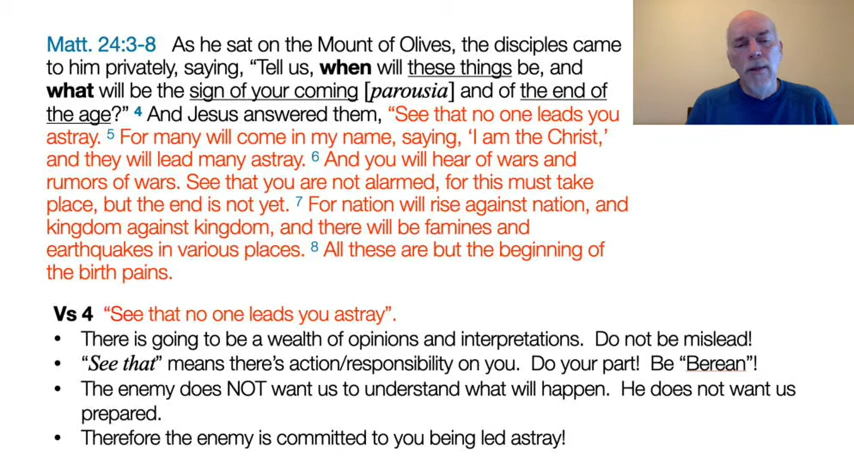 Matt. 24:3-8 As he sat on the Mount of Olives, the disciples came
to him privately, saying, “Tell us, when will these things be, and
what will be the sign of your coming [parousia] and of the end of
the age?” 4 And Jesus answered them, “See that no one leads you
astray. 5 For many will come in my name, saying, ‘I am the Christ,’
and they will lead many astray. 6 And you will hear of wars and
rumors of wars. See that you are not alarmed, for this must take
place, but the end is not yet. 7 For nation will rise against nation, and
kingdom against kingdom, and there will be famines and
earthquakes in various places. 8 All these are but the beginning of
the birth pains.
Vs 4 “See that no one leads you astray”.
• There is going to be a wealth of opinions and interpretations. Do not be mislead!
• “See that” means there’s action/responsibility on you. Do your part! Be “Berean”!
• The enemy does NOT want us to understand what will happen. He does not want us
prepared.
• Therefore the enemy is committed to you being led astray!